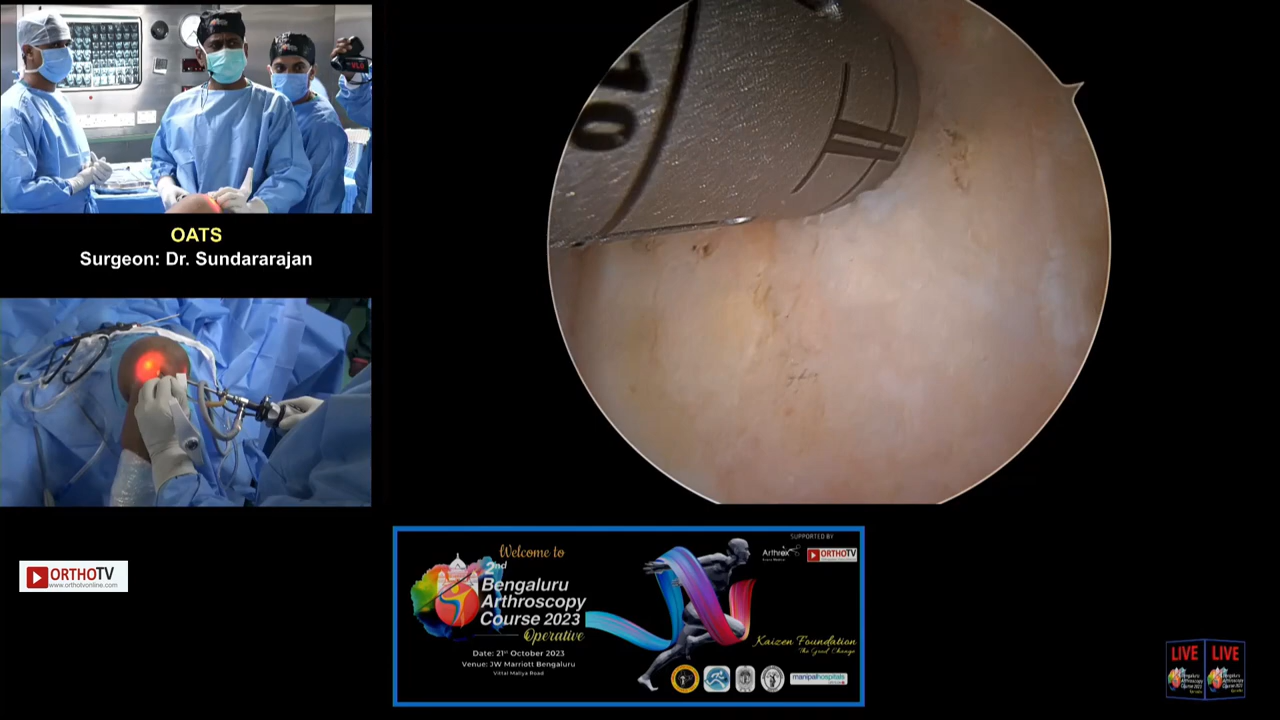 OATS
Surgeon: Dr. Sundararajan
10
ORTHOTV
www.orthotvonline.com
Welcome to
2nd
Bengaluru
Arthroscopy
Course 2023
Operative
Date: 21st October 2023
Venue: JW Marriott Bengaluru
Vittal Mallya Road
SUPPORTED BY
Arthrex
ORTHOTV
Kaizen Foundation
The Good Change
manipalhospitals
LIVE
LIVE